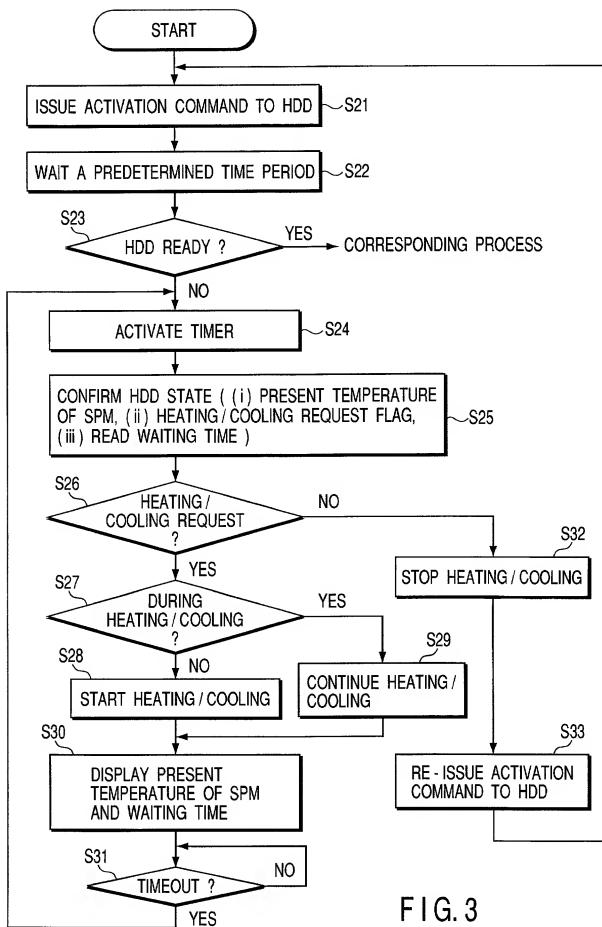 START
ISSUE ACTIVATION COMMAND TO HDD
S21
WAIT A PREDETERMINED TIME PERIOD
S22
S23
HDD READY ?
YES
CORRESPONDING PROCESS
NO
ACTIVATE TIMER
S24
CONFIRM HDD STATE ( (i) PRESENT TEMPERATURE
OF SPM, (ii) HEATING / COOLING REQUEST FLAG,
(iii) READ WAITING TIME )
S25
S26
HEATING /
COOLING REQUEST
?
NO
YES
S32
STOP HEATING / COOLING
S27
DURING
HEATING / COOLING
?
YES
NO
S28
START HEATING / COOLING
S29
CONTINUE HEATING /
COOLING
S30
DISPLAY PRESENT
TEMPERATURE OF SPM
AND WAITING TIME
S33
RE - ISSUE ACTIVATION
COMMAND TO HDD
S31
TIMEOUT ?
NO
YES
FIG. 3